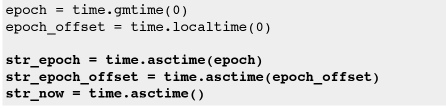 epoch = time.gmtime(0)
epoch_offset = time.localtime(0)
str_epoch = time.asctime(epoch)
str_epoch_offset = time.asctime(epoch_offset)
str_now = time.asctime()